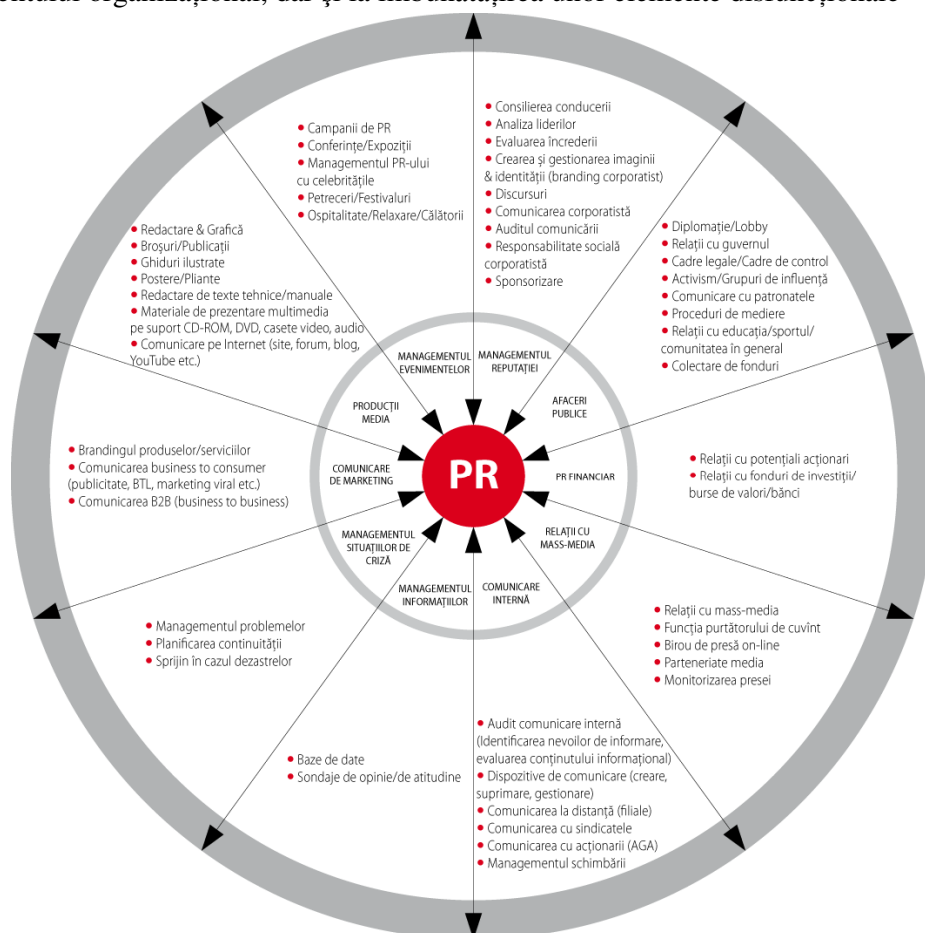 entului organizațional, dar și la îmbunătățirea unor elemente disfuncționale
• Campanii de PR
• Conferințe/Expoziții
• Managementul PR-ului
cu celebritățile
• Petreceri/Festivaluri
• Ospitalitate/Relaxare/Călătorii
• Consilierea conducerii
• Analiza liderilor
• Evaluarea încrederii
• Crearea și gestionarea imaginii
& identității (branding corporatist)
• Discursuri
• Comunicarea corporatistă
• Auditul comunicării
• Responsabilitate socială
corporatistă
• Sponsorizare
• Redactare & Grafică
• Broșuri/Publicații
• Ghiduri ilustrate
• Postere/Pliante
• Redactare de texte tehnice/manuale
• Materiale de prezentare multimedia
pe suport CD-ROM, DVD, casete video, audio
• Comunicare pe Internet (site, forum, blog,
YouTube etc.)
• Diplomație/Lobby
• Relații cu guvernul
• Cadre legale/Cadre de control
• Activism/Grupuri de influență
• Comunicare cu patronatele
• Proceduri de mediere
• Relații cu educația/sportul/
comunitatea în general
• Colectare de fonduri
MANAGEMENTUL
EVENIMENTELOR
MANAGEMENTUL
REPUTAȚIEI
PRODUCȚII
MEDIA
AFACERI
PUBLICE
• Brandingul produselor/serviciilor
• Comunicarea business to consumer
(publicitate, BTL, marketing viral etc.)
• Comunicarea B2B (business to business)
COMUNICARE
DE MARKETING
PR
PR FINANCIAR
• Relații cu potențiali acționari
• Relații cu fonduri de investiții/
burse de valori/bănci
MANAGEMENTUL
SITUAȚIILOR DE
CRIZĂ
RELAȚII CU
MASS-MEDIA
MANAGEMENTUL
INFORMAȚIILOR
COMUNICARE
INTERNĂ
• Managementul problemelor
• Planificarea continuității
• Sprijin în cazul dezastrelor
• Relații cu mass-media
• Funcția purtătorului de cuvînt
• Birou de presă on-line
• Parteneriate media
• Monitorizarea presei
• Baze de date
• Sondaje de opinie/de atitudine
• Audit comunicare internă
(Identificarea nevoilor de informare,
evaluarea conținutului informațional)
• Dispozitive de comunicare (creare,
suprimare, gestionare)
• Comunicarea la distanță (filiale)
• Comunicarea cu sindicatele
• Comunicarea cu acționarii (AGA)
• Managementul schimbării